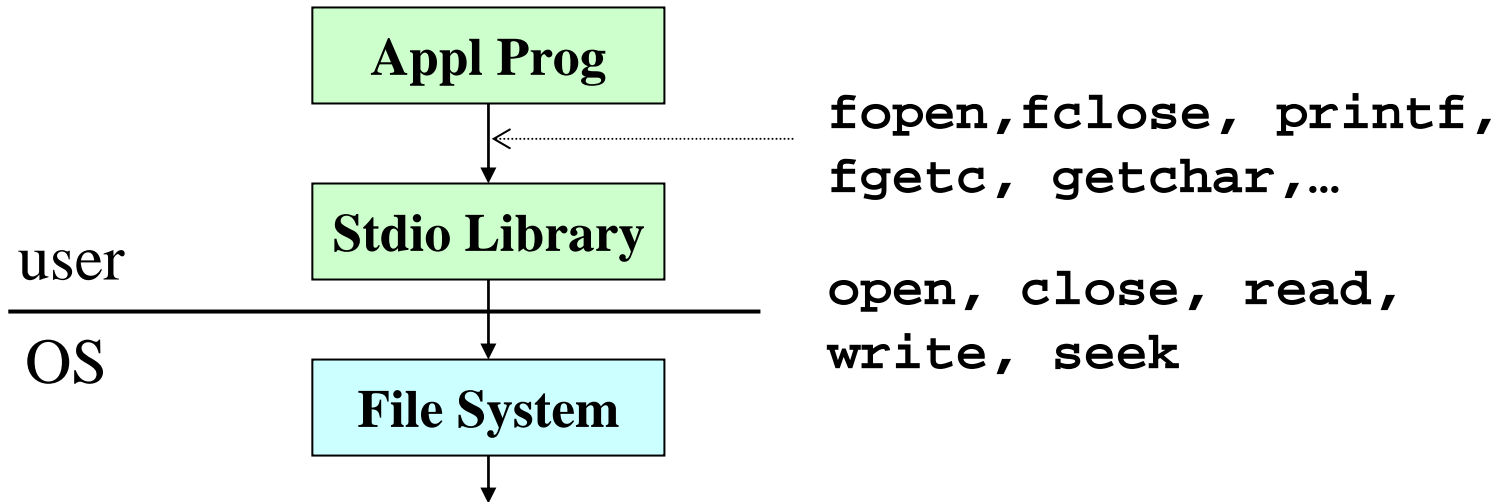 Appl Prog
fopen,fclose, printf,
fgetc, getchar,…
Stdio Library
user
open, close, read,
write, seek
OS
File System